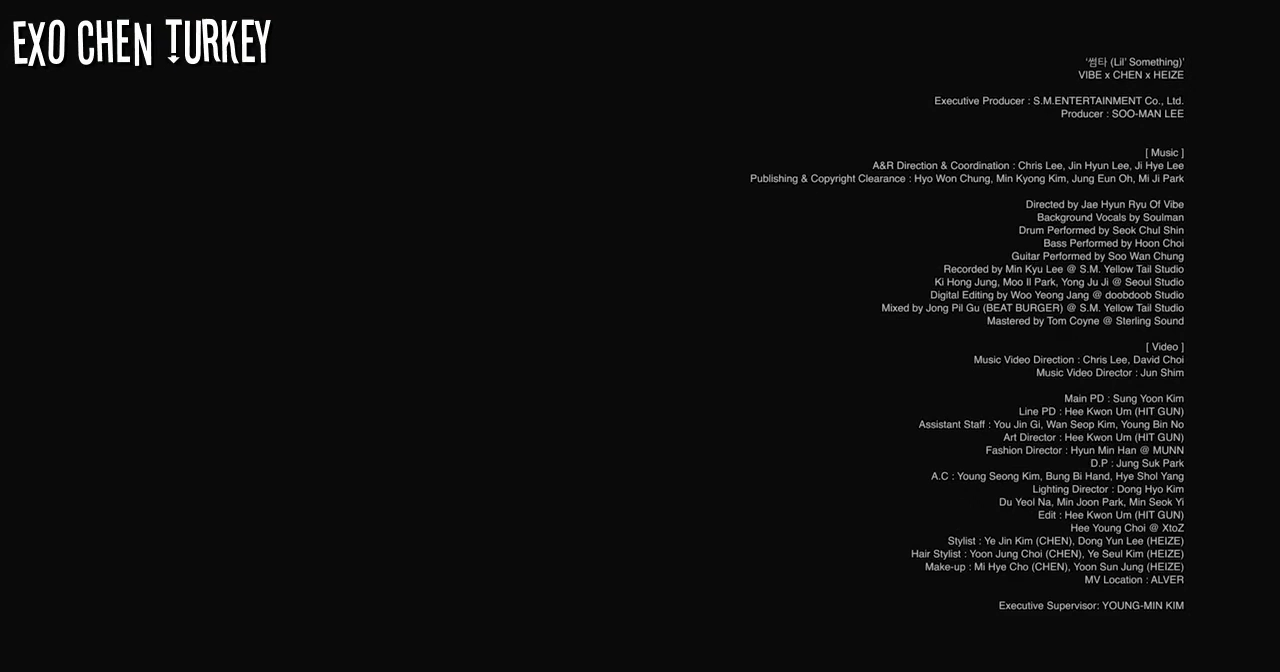 EXO CHEN TURKEY
'썸타 (Lil' Something)'
VIBE x CHEN x HEIZE
Executive Producer : S.M.ENTERTAINMENT Co., Ltd.
Producer : SOO-MAN LEE
[ Music ]
A&R Direction & Coordination : Chris Lee, Jin Hyun Lee, Ji Hye Lee
Publishing & Copyright Clearance : Hyo Won Chung, Min Kyong Kim, Jung Eun Oh, Mi Ji Park
Directed by Jae Hyun Ryu Of Vibe
Background Vocals by Soulman
Drum Performed by Seok Chul Shin
Bass Performed by Hoon Choi
Guitar Performed by Soo Wan Chung
Recorded by Min Kyu Lee @ S.M. Yellow Tail Studio
Ki Hong Jung, Moo Il Park, Yong Ju Ji @ Seoul Studio
Digital Editing by Woo Yeong Jang @ doobdoob Studio
Mixed by Jong Pil Gu (BEAT BURGER) @ S.M. Yellow Tail Studio
Mastered by Tom Coyne @ Sterling Sound
[ Video ]
Music Video Direction : Chris Lee, David Choi
Music Video Director : Jun Shim
Main PD : Sung Yoon Kim
Line PD : Hee Kwon Um (HIT GUN)
Assistant Staff : You Jin Gi, Wan Seop Kim, Young Bin No
Art Director : Hee Kwon Um (HIT GUN)
Fashion Director : Hyun Min Han @ MUNN
D.P : Jung Suk Park
A.C : Young Seong Kim, Bung Bi Hand, Hye Shol Yang
Lighting Director : Dong Hyo Kim
Du Yeol Na, Min Joon Park, Min Seok Yi
Edit : Hee Kwon Um (HIT GUN)
Hee Young Choi @ XtoZ
Stylist : Ye Jin Kim (CHEN), Dong Yun Lee (HEIZE)
Hair Stylist : Yoon Jung Choi (CHEN), Ye Seul Kim (HEIZE)
Make-up : Mi Hye Cho (CHEN), Yoon Sun Jung (HEIZE)
MV Location : ALVER
Executive Supervisor: YOUNG-MIN KIM